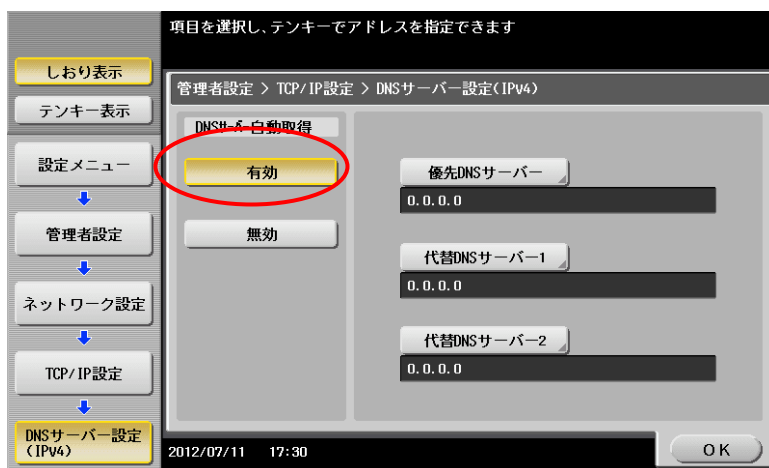 項目を選択し、テンキーでアドレスを指定できます
しおり表示
テンキー表示
設定メニュー
管理者設定
ネットワーク設定
TCP/IP設定
DNSサーバー設定
(IPv4)
管理者設定 > TCP/IP設定 > DNSサーバー設定(IPv4)
DNSサーバー自動取得
有効
無効
優先DNSサーバー
0.0.0.0
代替DNSサーバー1
0.0.0.0
代替DNSサーバー2
0.0.0.0
2012/07/11 17:30
OK